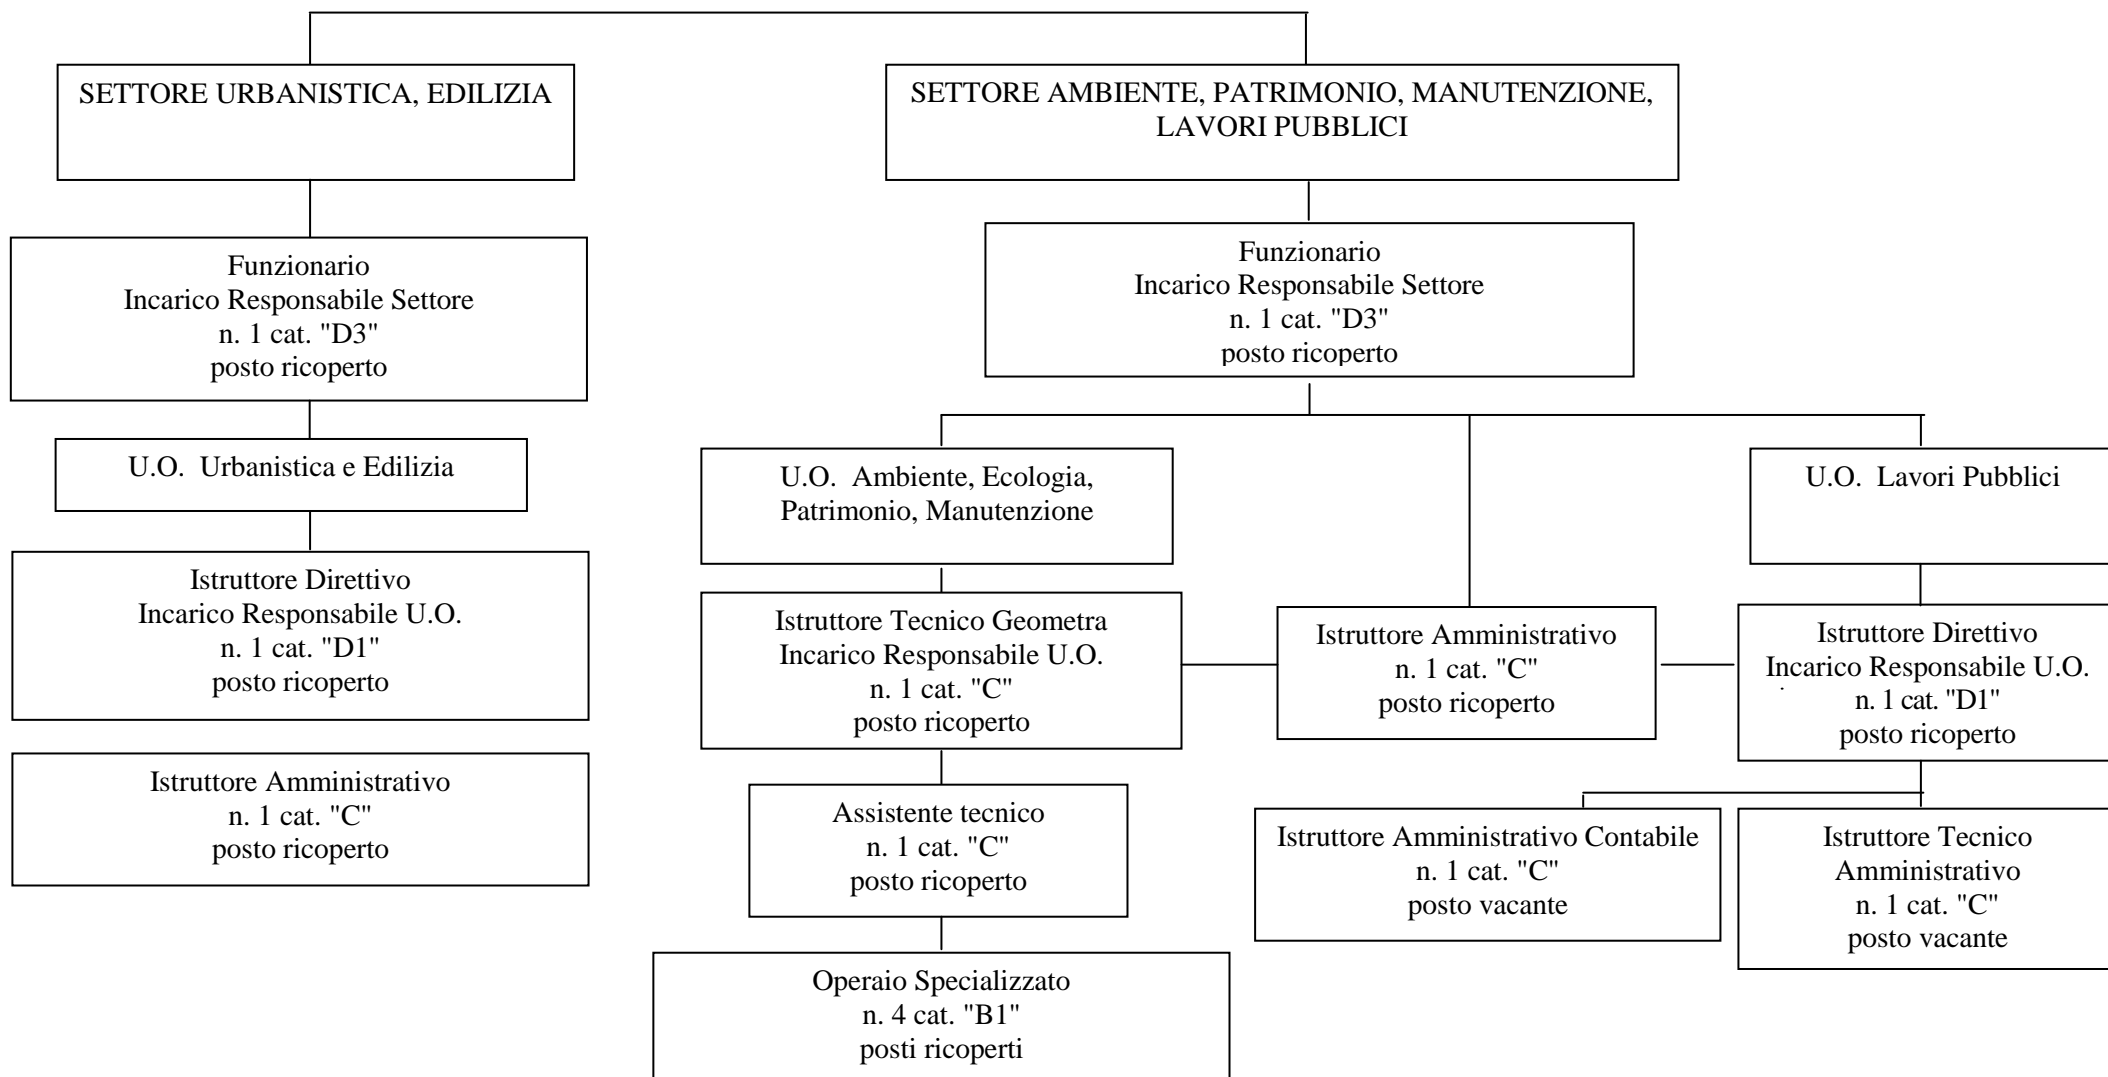 SETTORE URBANISTICA, EDILIZIA
Funzionario
Incarico Responsabile Settore
n. 1 cat. "D3"
posto ricoperto
U.O. Urbanistica e Edilizia
Istruttore Direttivo
Incarico Responsabile U.O.
n. 1 cat. "D1"
posto ricoperto
Istruttore Amministrativo
n. 1 cat. "C"
posto ricoperto
SETTORE AMBIENTE, PATRIMONIO, MANUTENZIONE,
LAVORI PUBBLICI
Funzionario
Incarico Responsabile Settore
n. 1 cat. "D3"
posto ricoperto
U.O. Ambiente, Ecologia,
Patrimonio, Manutenzione
Istruttore Tecnico Geometra
Incarico Responsabile U.O.
n. 1 cat. "C"
posto ricoperto
Assistente tecnico
n. 1 cat. "C"
posto ricoperto
Operaio Specializzato
n. 4 cat. "B1"
posti ricoperti
Istruttore Amministrativo
n. 1 cat. "C"
posto ricoperto
U.O. Lavori Pubblici
Istruttore Direttivo
Incarico Responsabile U.O.
n. 1 cat. "D1"
posto ricoperto
Istruttore Amministrativo Contabile
n. 1 cat. "C"
posto vacante
Istruttore Tecnico
Amministrativo
n. 1 cat. "C"
posto vacante